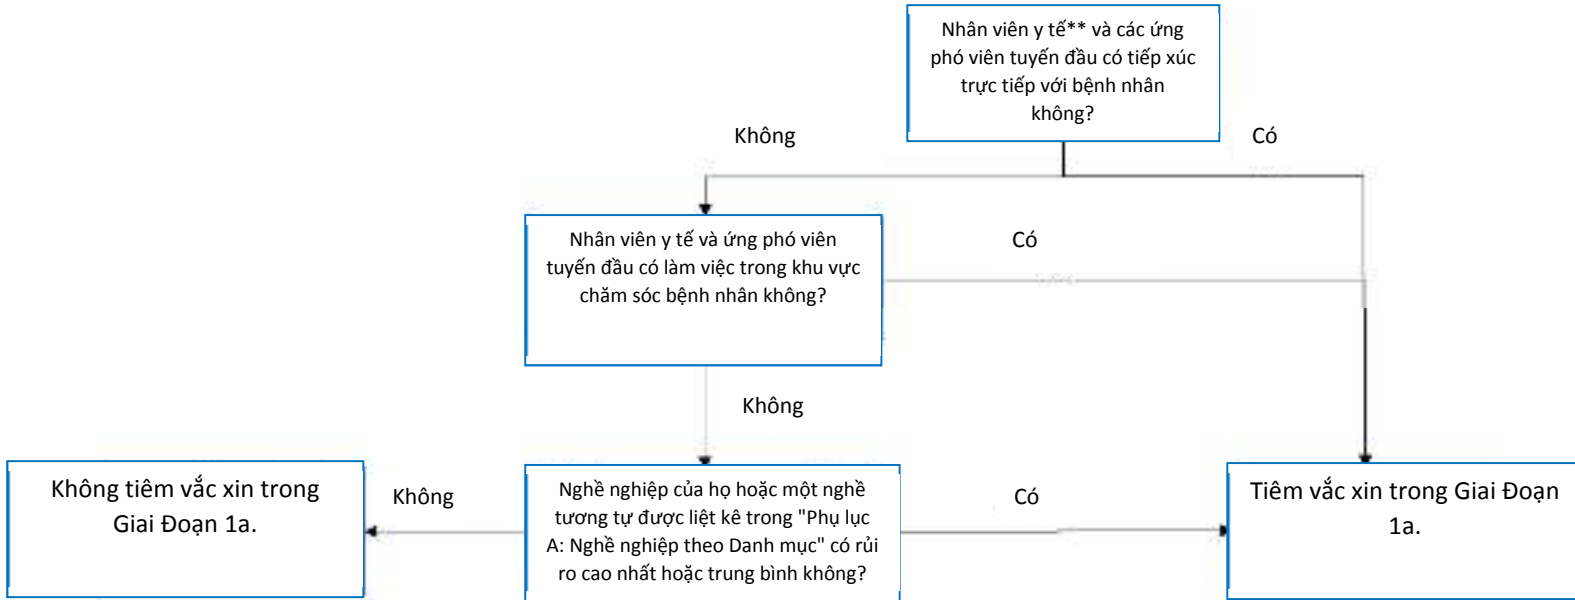 Nhân viên y tế** và các ứng
phó viên tuyến đầu có tiếp xúc
trực tiếp với bệnh nhân
không?
Không
Có
Nhân viên y tế và ứng phó viên
tuyến đầu có làm việc trong khu vực
chăm sóc bệnh nhân không?
Có
Không
Không tiêm vắc xin trong
Giai Đoạn 1a.
Không
Nghề nghiệp của họ hoặc một nghề
tương tự được liệt kê trong "Phụ lục
A: Nghề nghiệp theo Danh mục" có rủi
ro cao nhất hoặc trung bình không?
Có
Tiêm vắc xin trong Giai Đoạn
1a.